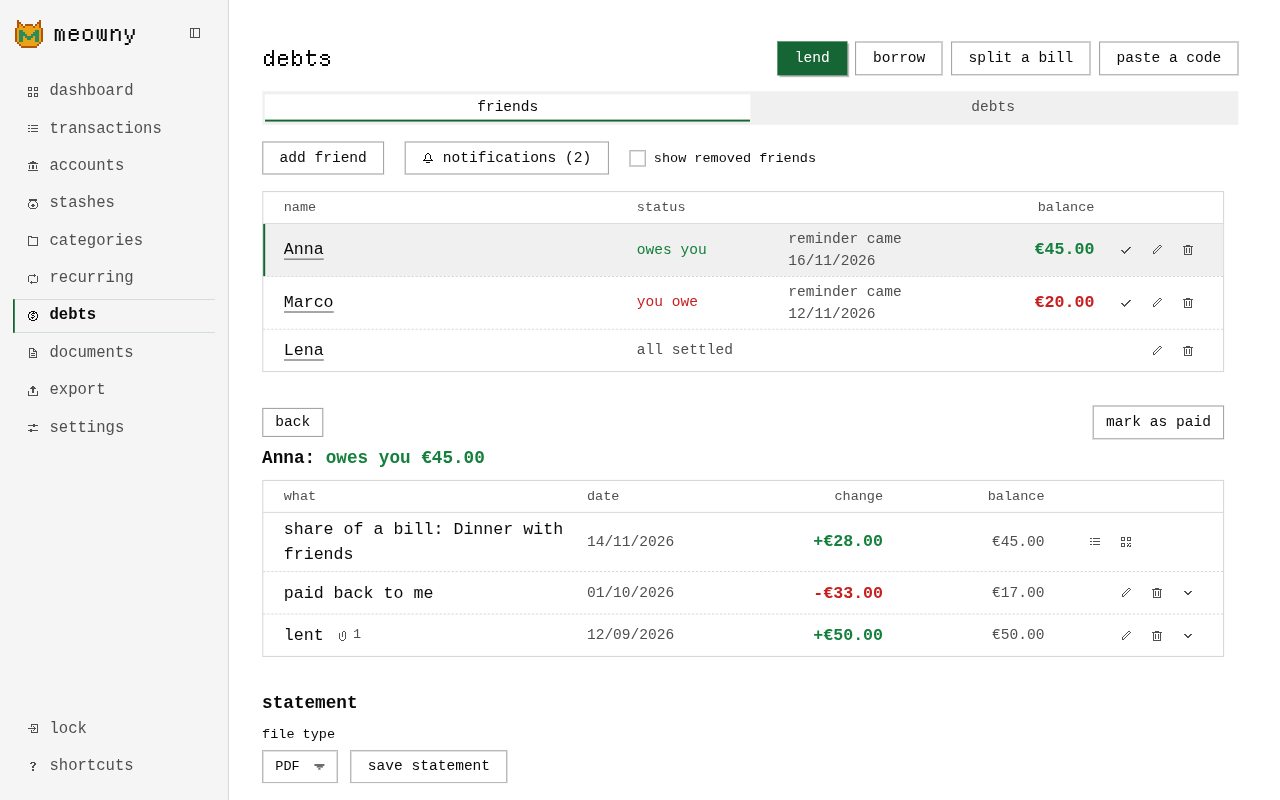 meowny
dashboard
transactions
accounts
stashes
categories
recurring
debts
documents
export
settings
lock
? shortcuts
debts
lend
borrow
split a bill
paste a code
friends
debts
add friend
notifications (2)
show removed friends
name status balance
Anna owes you reminder came 16/11/2026 €45.00
Marco you owe reminder came 12/11/2026 €20.00
Lena all settled
back
mark as paid
Anna: owes you €45.00
what date change balance
share of a bill: Dinner with friends 14/11/2026 +€28.00 €45.00
paid back to me 01/10/2026 -€33.00 €17.00
lent 1 12/09/2026 +€50.00 €50.00
statement
file type
PDF
save statement